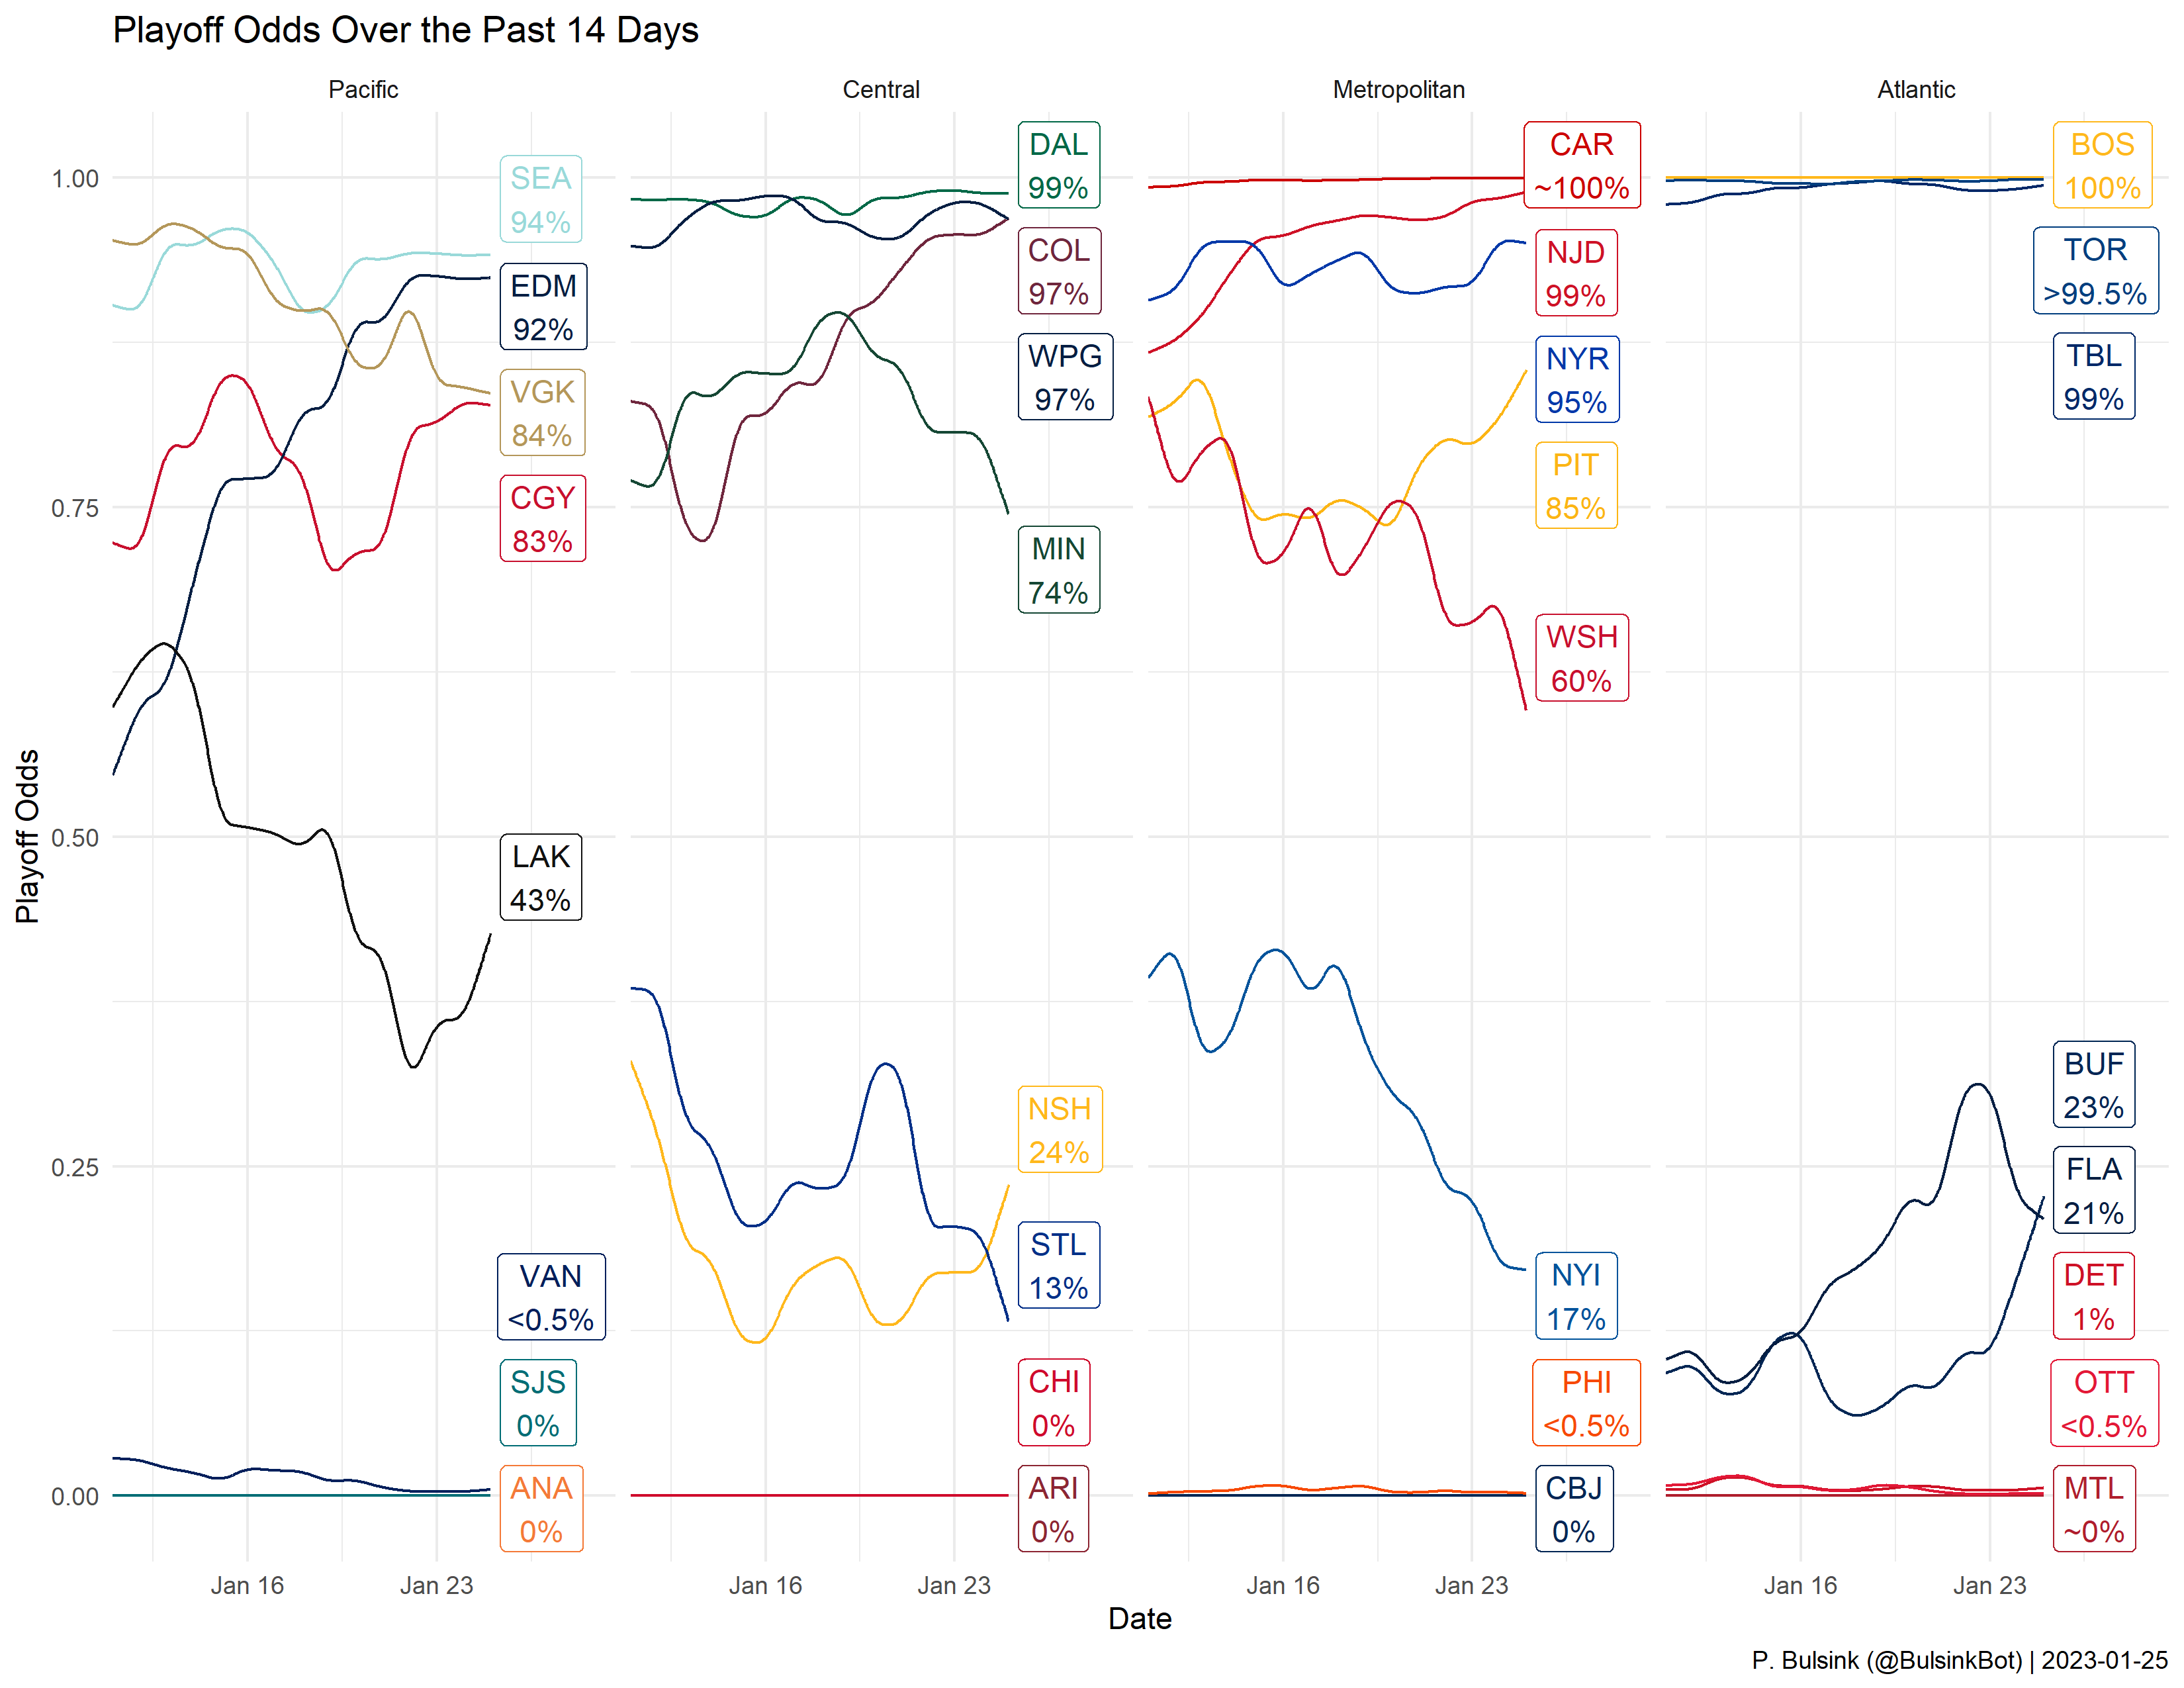 Playoff Odds Over the Past 14 Days
Pacific
Central
Metropolitan
Atlantic
Playoff Odds
1.00
0.75
0.50
0.25
0.00
SEA
94%
EDM
92%
VGK
84%
CGY
83%
LAK
43%
VAN
<0.5%
SJS
0%
ANA
0%
DAL
99%
COL
97%
WPG
97%
MIN
74%
NSH
24%
STL
13%
CHI
0%
ARI
0%
CAR
~100%
NJD
99%
NYR
95%
PIT
85%
WSH
60%
NYI
17%
PHI
<0.5%
CBJ
0%
BOS
100%
TOR
>99.5%
TBL
99%
BUF
23%
FLA
21%
DET
1%
OTT
<0.5%
MTL
~0%
Jan 16
Jan 23
Jan 16
Jan 23
Jan 16
Jan 23
Jan 16
Jan 23
Date
P. Bulsink (@BulsinkBot) | 2023-01-25